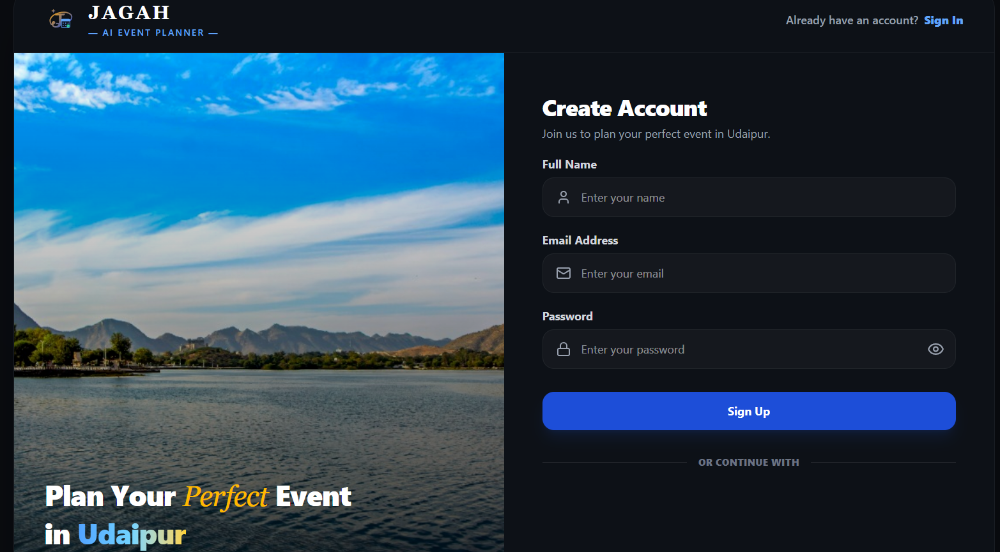 JAGAH
— AI EVENT PLANNER —
Already have an account? Sign In
Create Account
Join us to plan your perfect event in Udaipur.
Full Name
Enter your name
Email Address
Enter your email
Password
Enter your password
Sign Up
OR CONTINUE WITH
Plan Your Perfect Event
in Udaipur